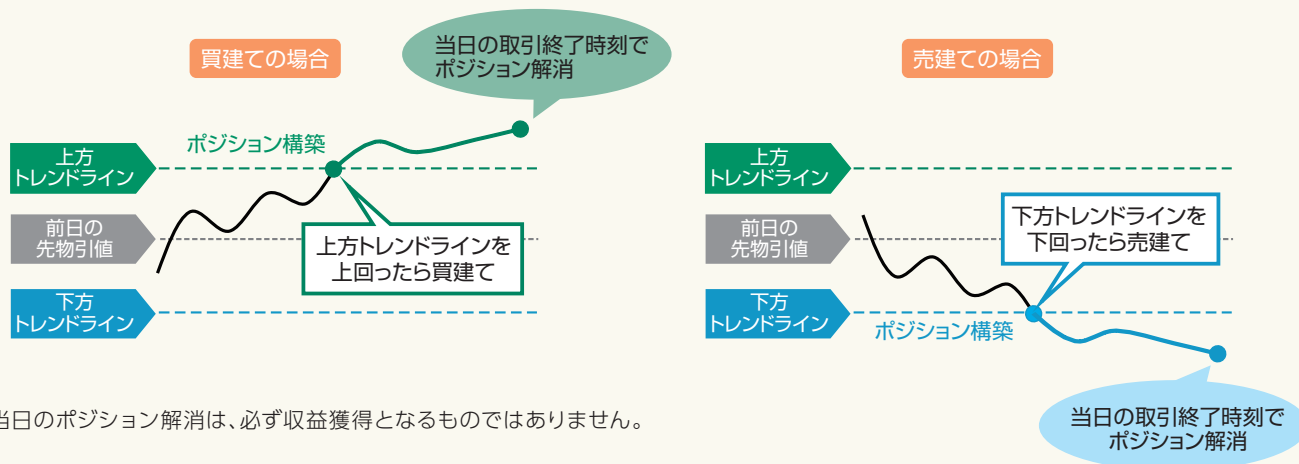 買建ての場合
当日の取引終了時刻で
ポジション解消
上方
トレンドライン
ポジション構築
前日の
先物引値
上方トレンドラインを
上回ったら買建て
下方
トレンドライン
売建ての場合
上方
トレンドライン
前日の
先物引値
下方トレンドラインを
下回ったら売建て
下方
トレンドライン
ポジション構築
当日の取引終了時刻で
ポジション解消
当日のポジション解消は、必ず収益獲得となるものではありません。